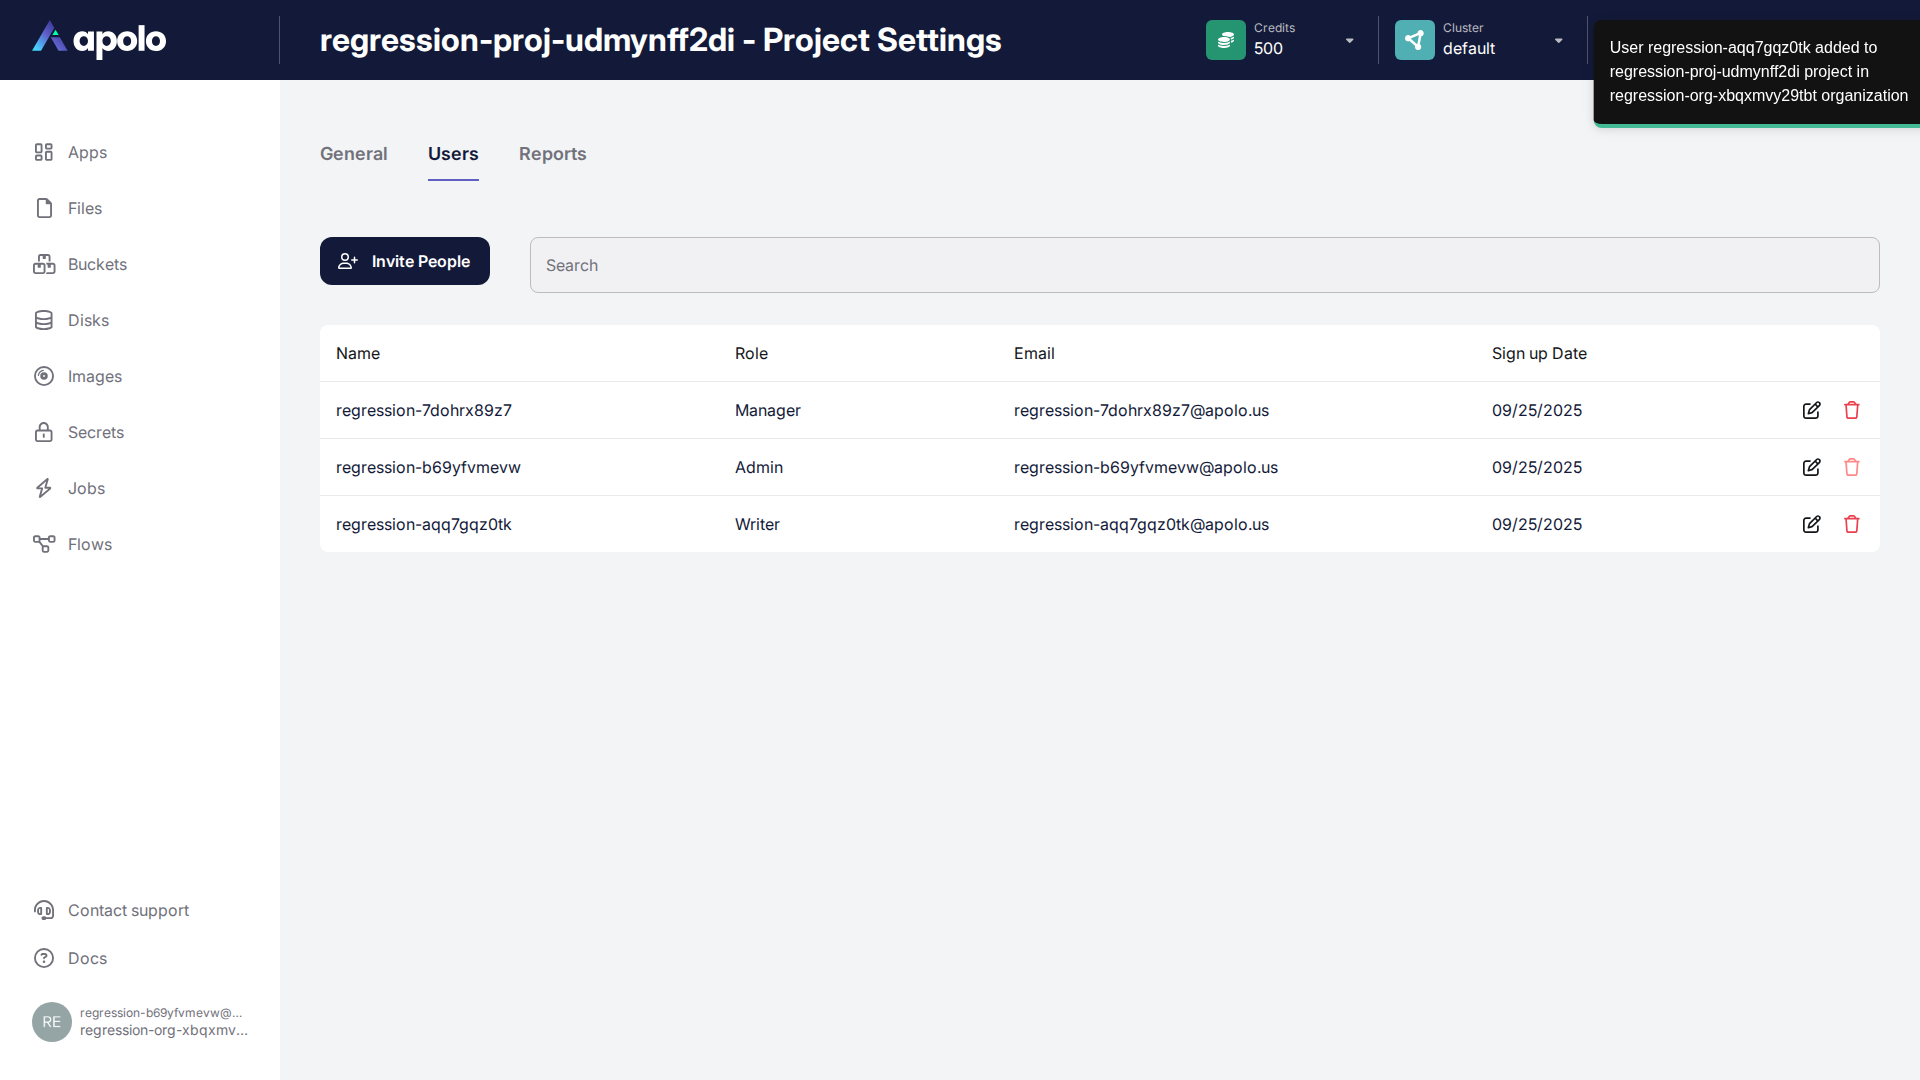 apolo
regression-proj-udmynff2di - Project Settings
Credits
500
Cluster
default
User regression-aqq7gqz0tk added to
regression-proj-udmynff2di project in
regression-org-xbqxmvy29tbt organization
Apps
Files
Buckets
Disks
Images
Secrets
Jobs
Flows
General
Users
Reports
Invite People
Search
Name Role Email Sign up Date
regression-7dohrx89z7 Manager regression-7dohrx89z7@apolo.us 09/25/2025
regression-b69yfvmevw Admin regression-b69yfvmevw@apolo.us 09/25/2025
regression-aqq7gqz0tk Writer regression-aqq7gqz0tk@apolo.us 09/25/2025
Contact support
Docs
RE
regression-b69yfvmevw@...
regression-org-xbqxmv...